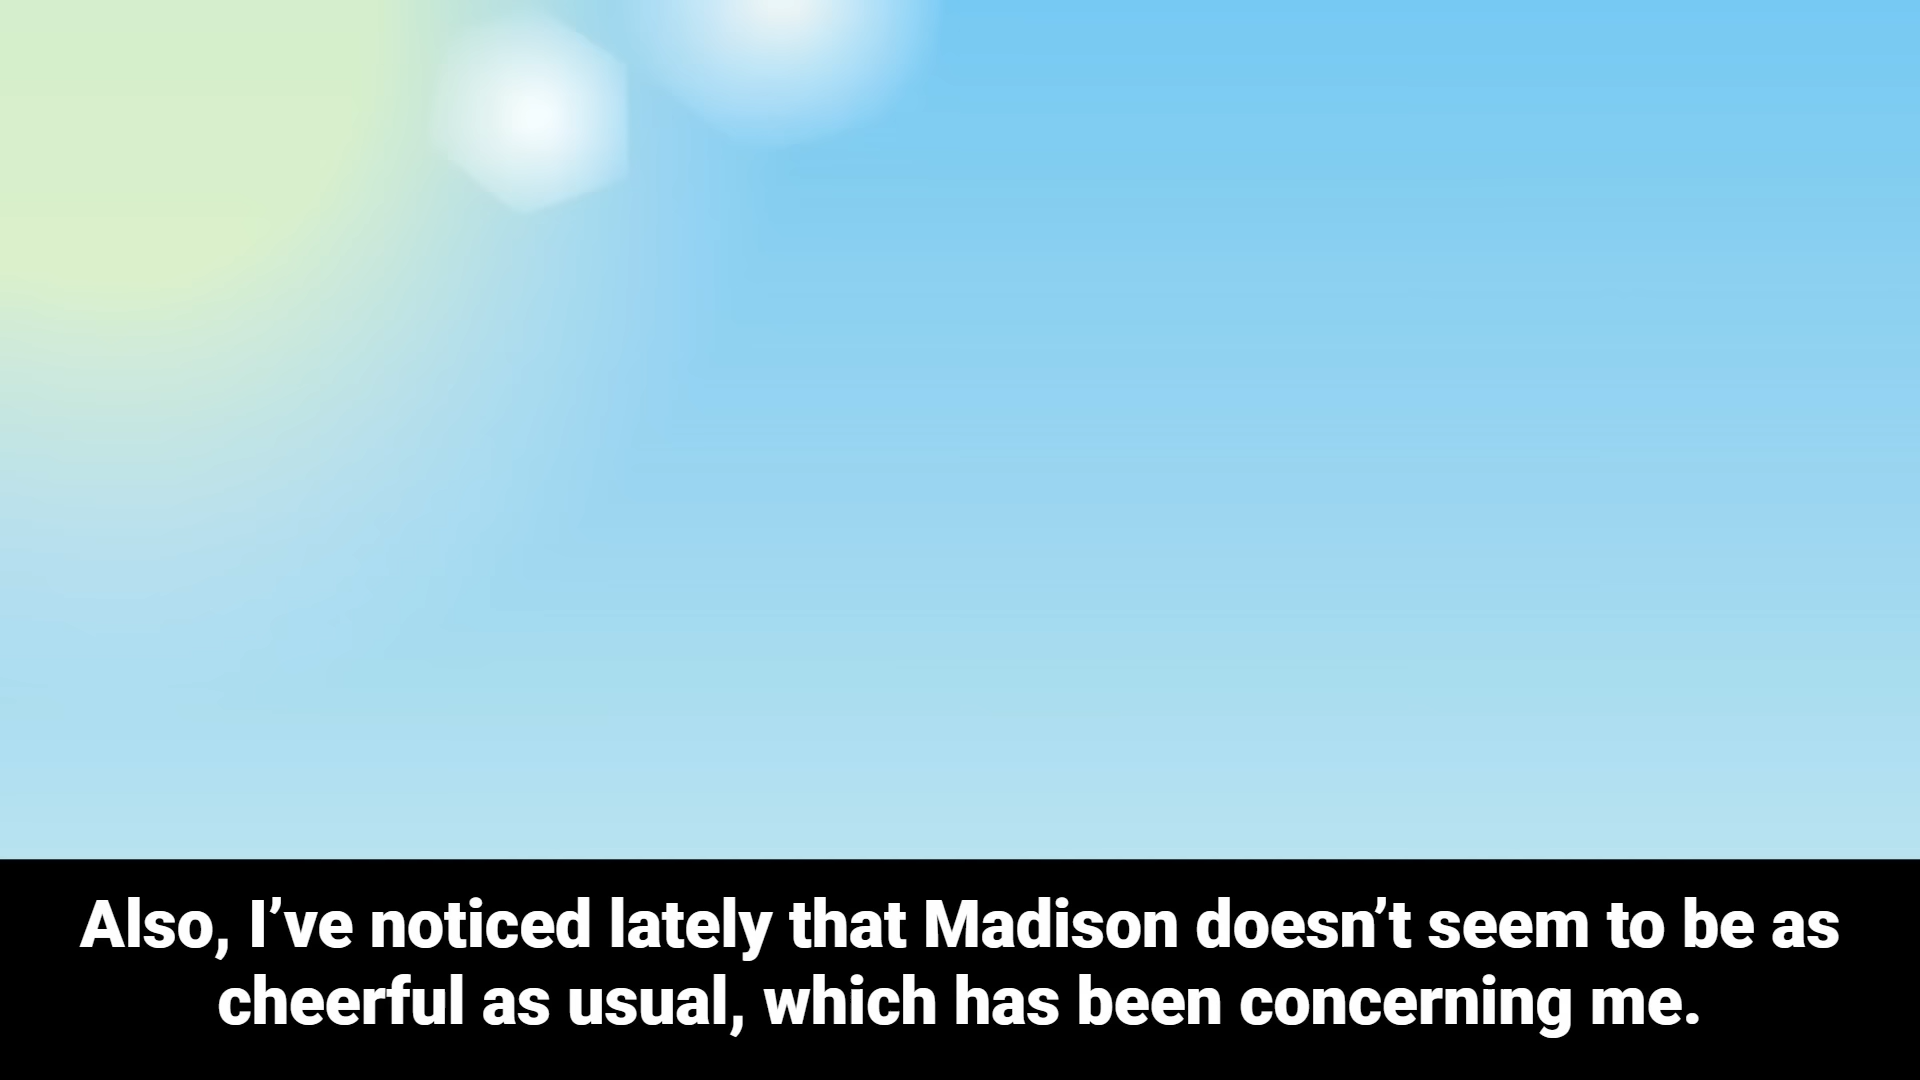 Also, I’ve noticed lately that Madison doesn’t seem to be as
cheerful as usual, which has been concerning me.